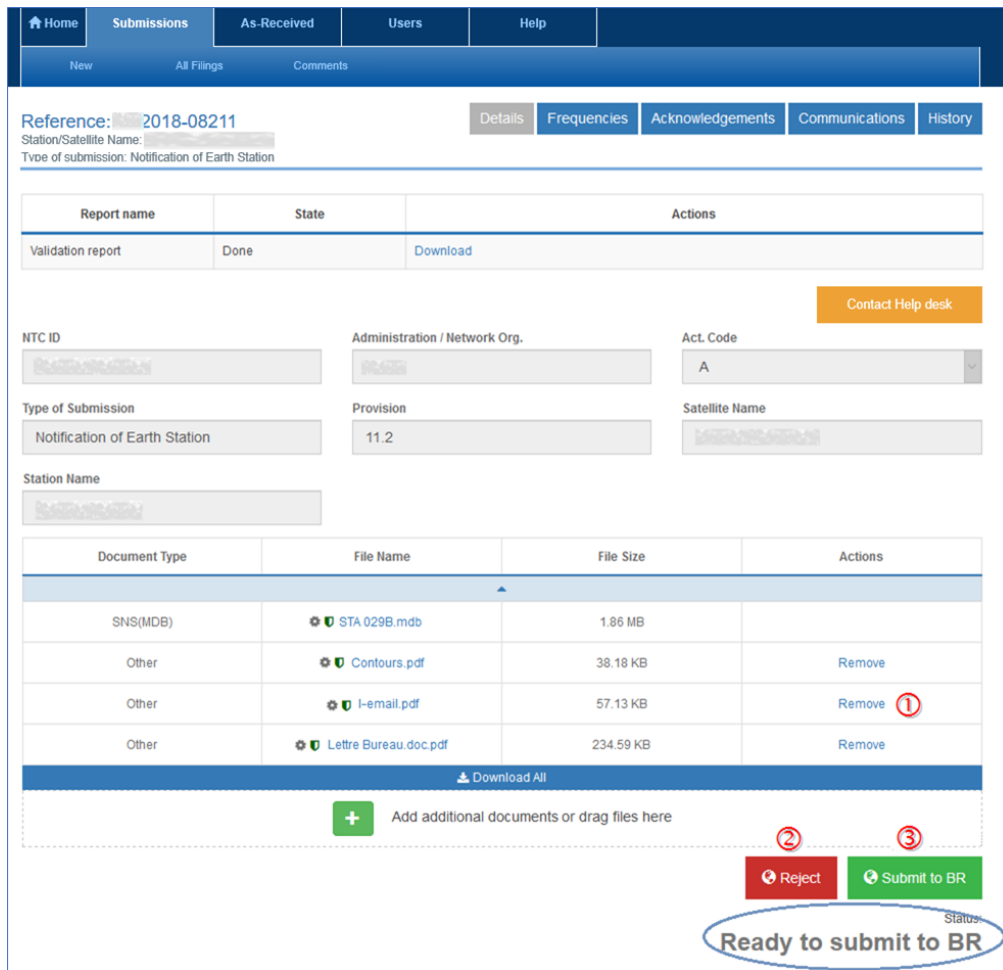 Home Submissions As-Received Users Help
New All Filings Comments
Reference: 2018-08211 Details Frequencies Acknowledgements Communications History
Station/Satellite Name:
Type of submission: Notification of Earth Station
Report name State Actions
Validation report Done Download
Contact Help desk
NTC ID Administration / Network Org. Act. Code
A
Type of Submission Provision Satellite Name
Notification of Earth Station 11.2
Station Name
Document Type File Name File Size Actions
SNS(MDB) STA 029B.mdb 1.86 MB
Other Contours.pdf 38.18 KB Remove
Other I-email.pdf 57.13 KB Remove ①
Other Lettre Bureau.doc.pdf 234.59 KB Remove
Download All
+ Add additional documents or drag files here
② ③
Reject Submit to BR
Status:
Ready to submit to BR